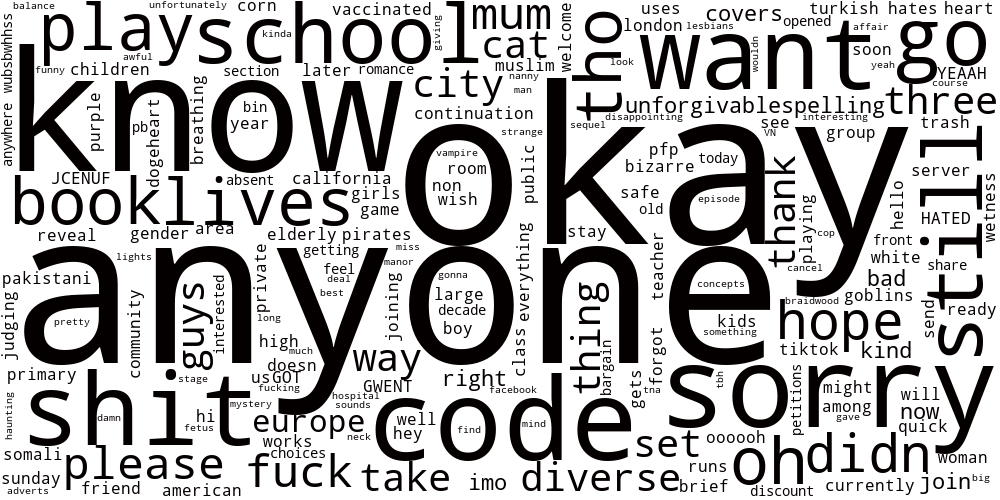 balance
unfortunately
corn
vaccinated
mum
welcome
uses
covers
opened
turkish hates heart
wubsbwhhas
play
school
kinda
giving
cat
tho
london
lesbians
want
affair
go
awful
look
wouldn
soon
yeah
YEAAH
funny
children
section
later
romance
city
muslim
nanny
man
course
know
anywhere
purple
pb
dogeheart
breathing
bin
year
continuation
strange
sequel
disappointing
unforgivable
spelling
three
see
VN
interesting
group
trash
okay
vampire
room
non
wish
public
bizarre
pfp
today
server
still
JCENUF
absent
california
girls
game
safe
old
episode
thank
playing
hello
HATED
wetness
book
lives
reveal
gender
area
elderly
pirates
miss
stay
cop
front
white
share
lights
getting
manor
everything
teacher
cancel
bad
pakistani
anyone
private
feel
deal
best
joining
gonna
large
decade
boy
concepts
braidwood
goblins
send
ready
judging
community
guys
interested
long
high
much
doesn
class
thing
kids
something
hope
pretty
way
forgot
tiktok
kind
primary
stage
us
GOT
GWENT
right
facebook
bargain
gets
tna
tbh
sorry
shit
fucking
hospital
sounds
mystery
petitions
might
among
gave
will
now
quick
haunting
damn
hi
fetus
europe
neck
code
well
hey
find
mind
set
oooooh
oh
didn
somali
works
choices
woman
sunday
please
fuck
take
imo
diverse
runs
brief
currently
join
big
adverts
friend
american
discount